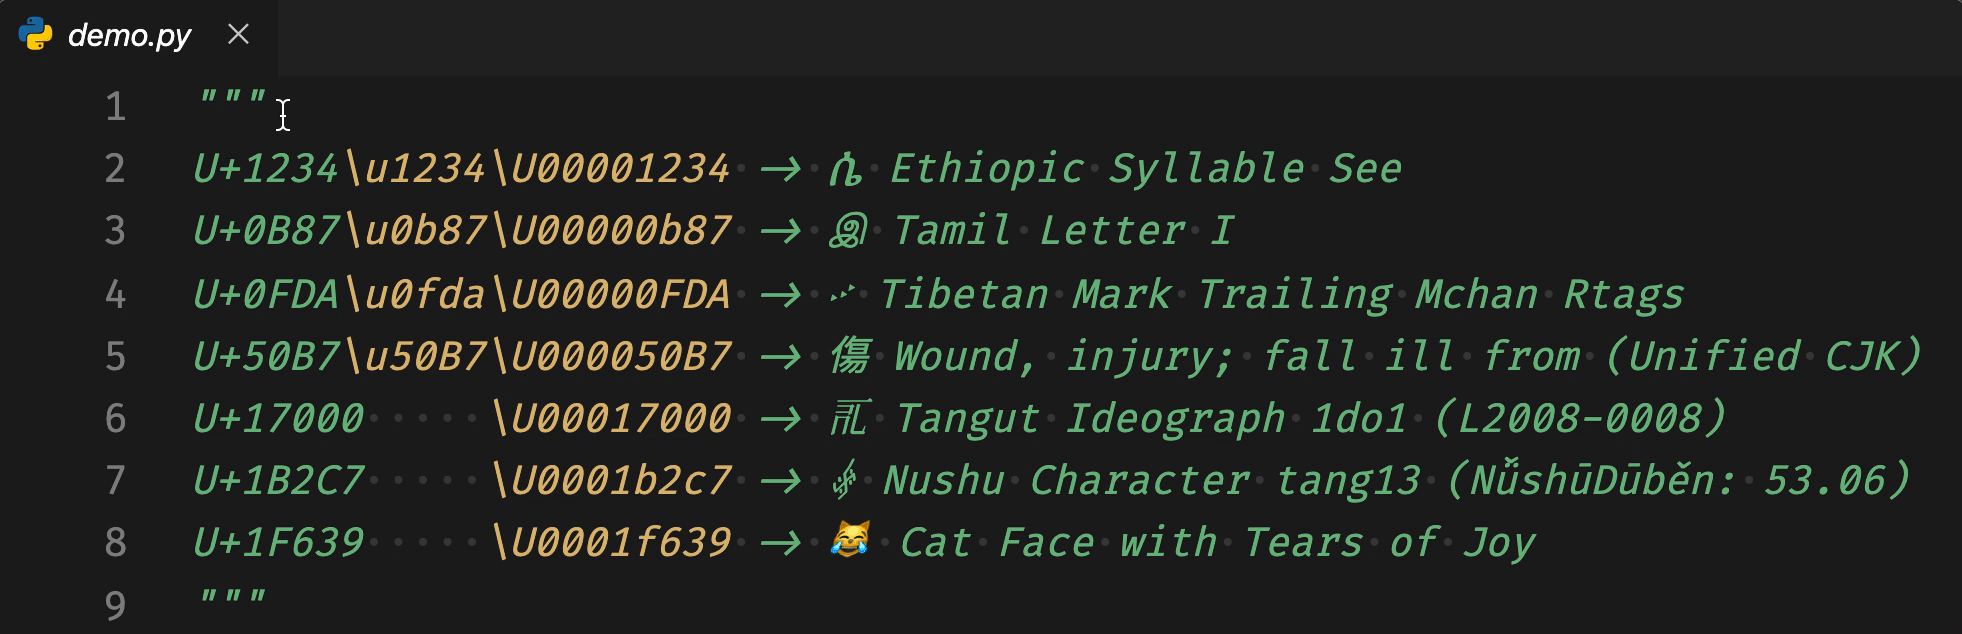 demo.py
1 """
2 U+1234\u1234\U00001234 → ሴ Ethiopic Syllable See
3 U+0B87\u0b87\U00000b87 → இ Tamil Letter I
4 U+0FDA\u0fda\U00000FDA → ࿚ Tibetan Mark Trailing Mchan Rtags
5 U+50B7\u50B7\U000050B7 → 傷 Wound, injury; fall ill from (Unified CJK)
6 U+17000      \U00017000 → 𗀀 Tangut Ideograph 1do1 (L2008-0008)
7 U+1B2C7      \U0001b2c7 → 𛋇 Nushu Character tang13 (NǚshūDūběn: 53.06)
8 U+1F639      \U0001f639 → 😹 Cat Face with Tears of Joy
9 """